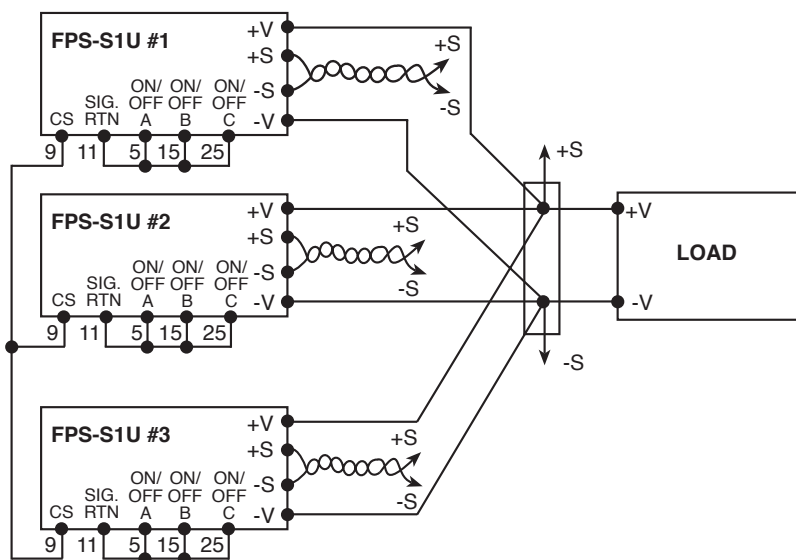 FPS-S1U #1
+V
+S
-S
-V
ON/ ON/ ON/
SIG. OFF OFF OFF
CS RTN A B C
9 11 5 15 25
+S
-S
FPS-S1U #2
+V
+S
-S
-V
ON/ ON/ ON/
SIG. OFF OFF OFF
CS RTN A B C
9 11 5 15 25
+S
-S
+S
-S
+V
LOAD
-V
FPS-S1U #3
+V
+S
-S
-V
ON/ ON/ ON/
SIG. OFF OFF OFF
CS RTN A B C
9 11 5 15 25
+S
-S